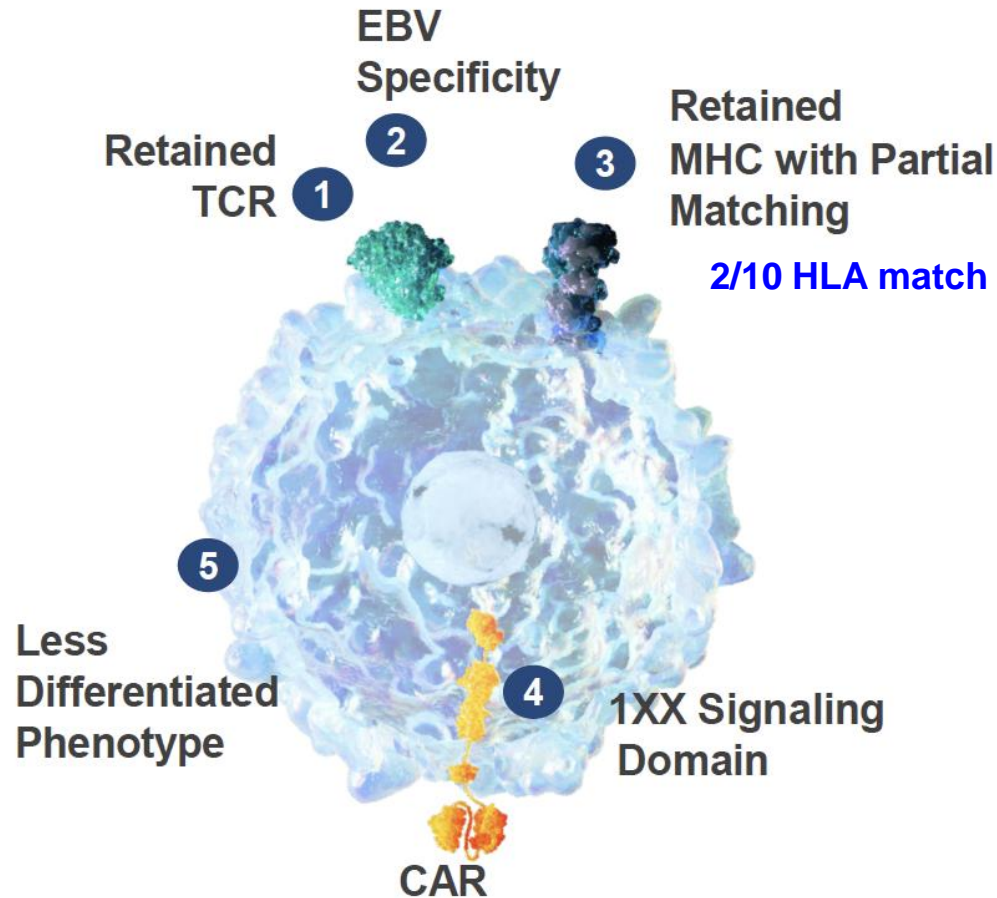 EBV
Specificity
2
Retained
TCR
1
3
Retained
MHC with Partial
Matching
2/10 HLA match
5
Less
Differentiated
Phenotype
4
1XX Signaling
Domain
CAR